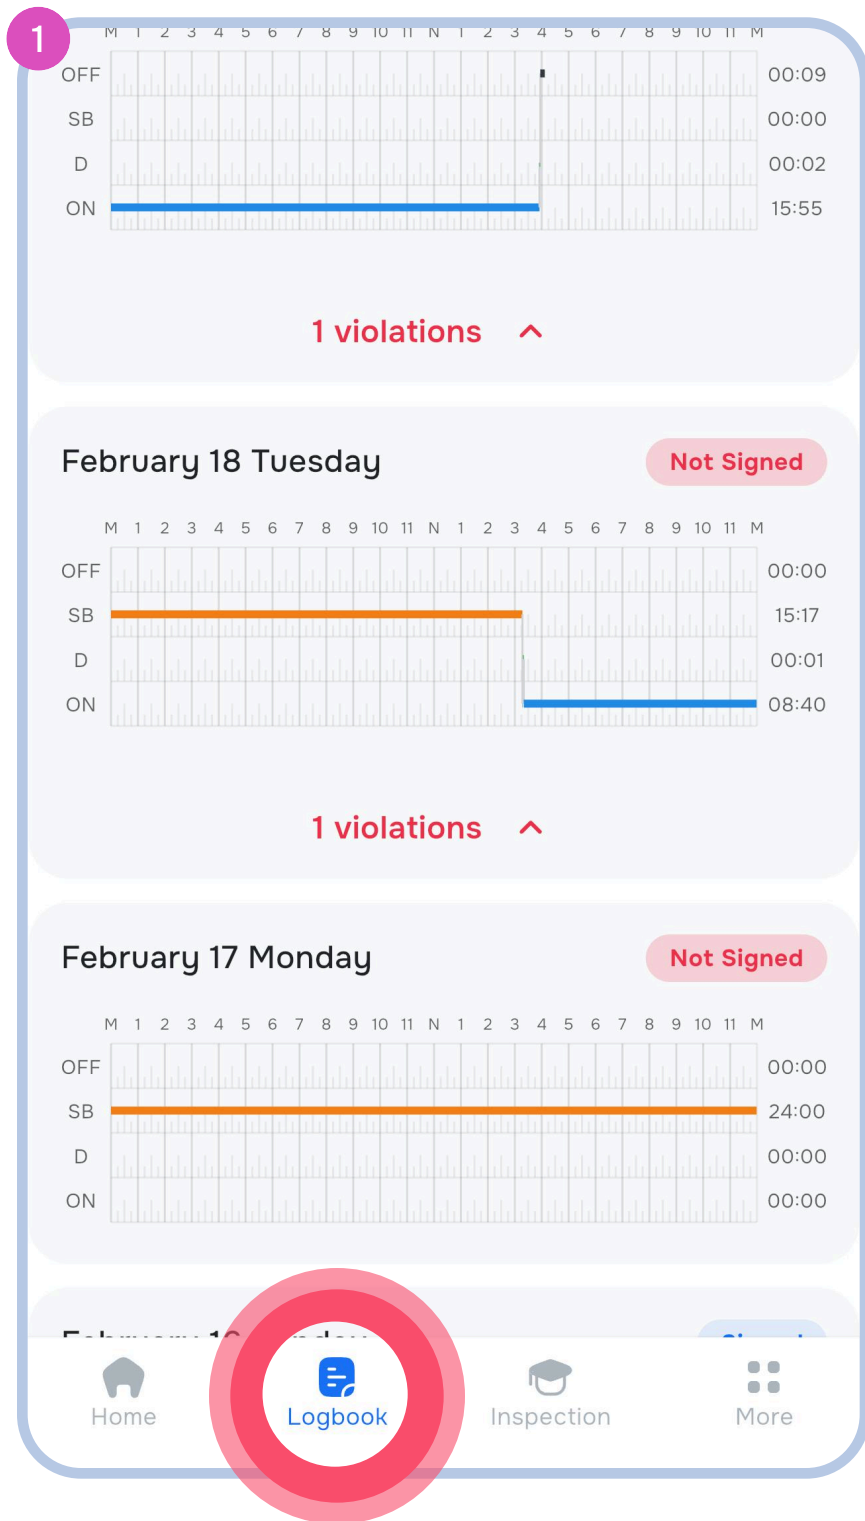 1
M 1 2 3 4 5 6 7 8 9 10 11 N 1 2 3 4 5 6 7 8 9 10 11 M
OFF 00:09
SB 00:00
D 00:02
ON 15:55
1 violations
February 18 Tuesday Not Signed
M 1 2 3 4 5 6 7 8 9 10 11 N 1 2 3 4 5 6 7 8 9 10 11 M
OFF 00:00
SB 15:17
D 00:01
ON 08:40
1 violations
February 17 Monday Not Signed
M 1 2 3 4 5 6 7 8 9 10 11 N 1 2 3 4 5 6 7 8 9 10 11 M
OFF 00:00
SB 24:00
D 00:00
ON 00:00
February 16
Home Logbook Inspection More